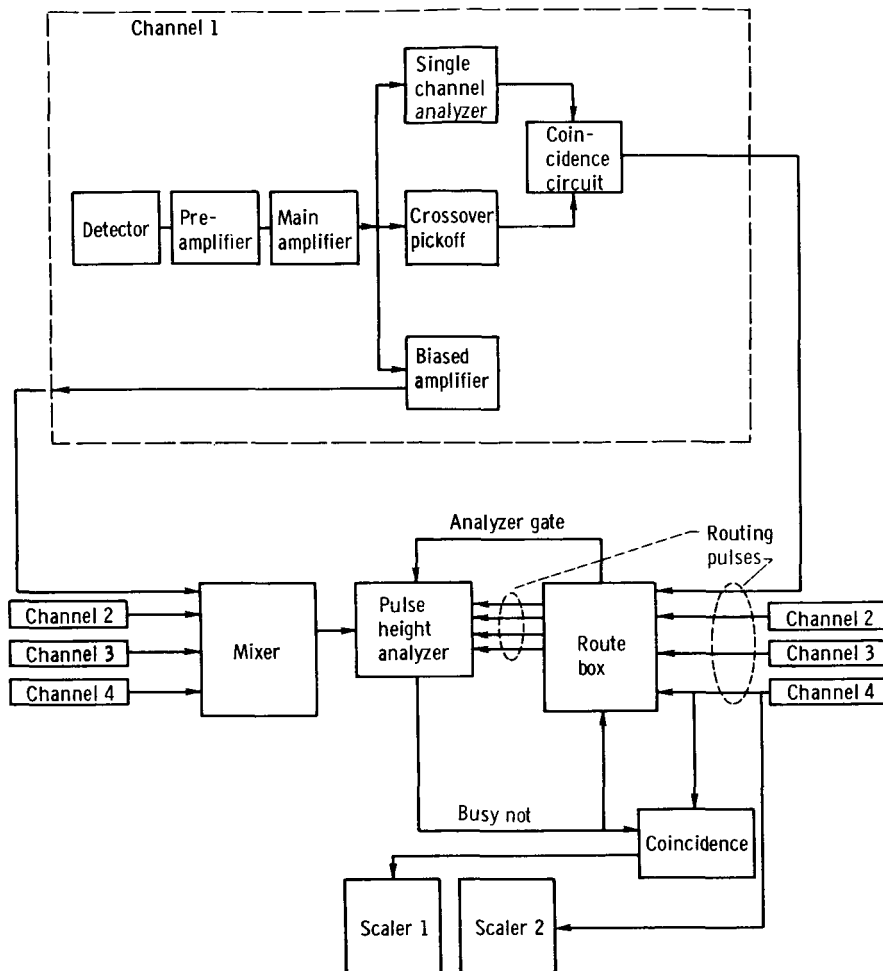 Channel 1
Single
channel
analyzer
Coin-
cidence
circuit
Detector
Pre-
amplifier
Main
amplifier
Crossover
pickoff
Biased
amplifier
Analyzer gate
Routing
pulses
Channel 2
Channel 3
Channel 4
Mixer
Pulse
height
analyzer
Route
box
Channel 2
Channel 3
Channel 4
Busy not
Coincidence
Scaler 1
Scaler 2